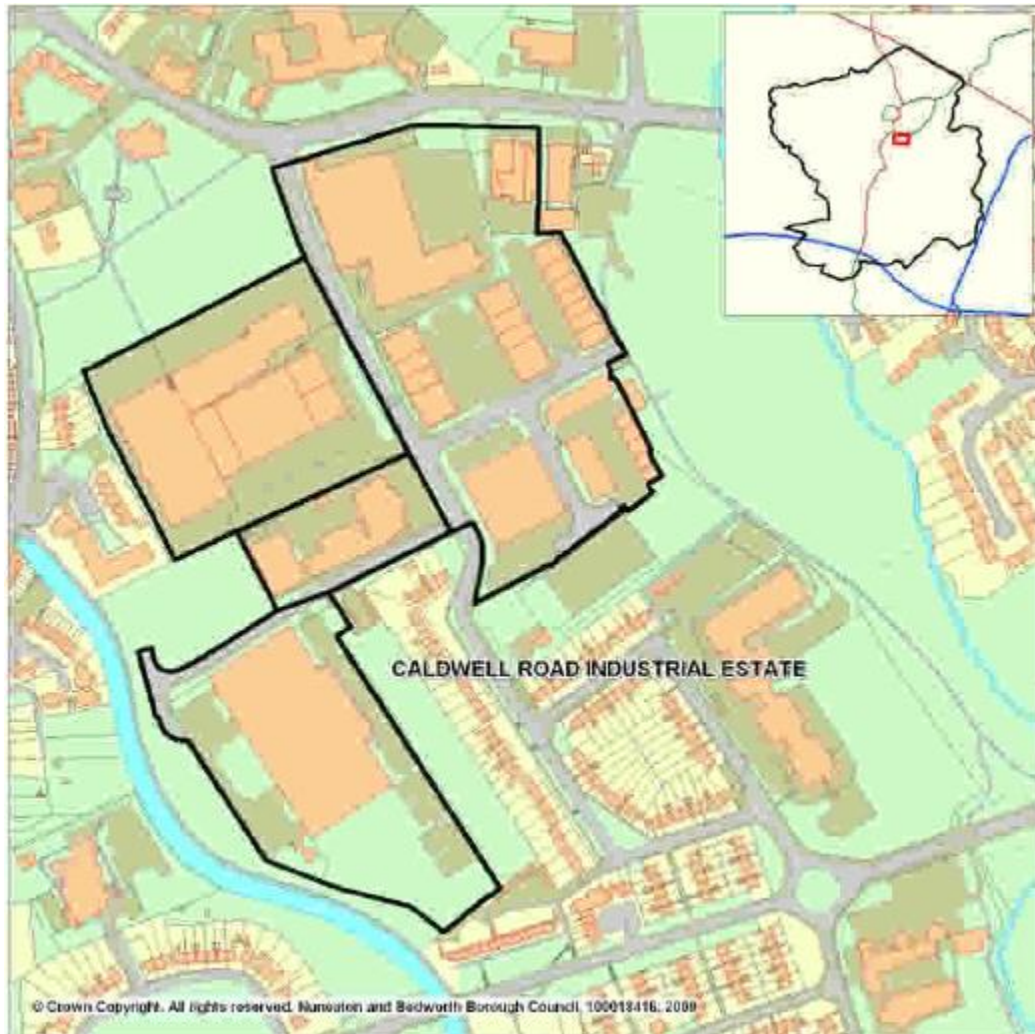 CALDWELL ROAD INDUSTRIAL ESTATE
© Crown Copyright. All rights reserved. Nuneaton and Bedworth Borough Council. 100018416. 2009